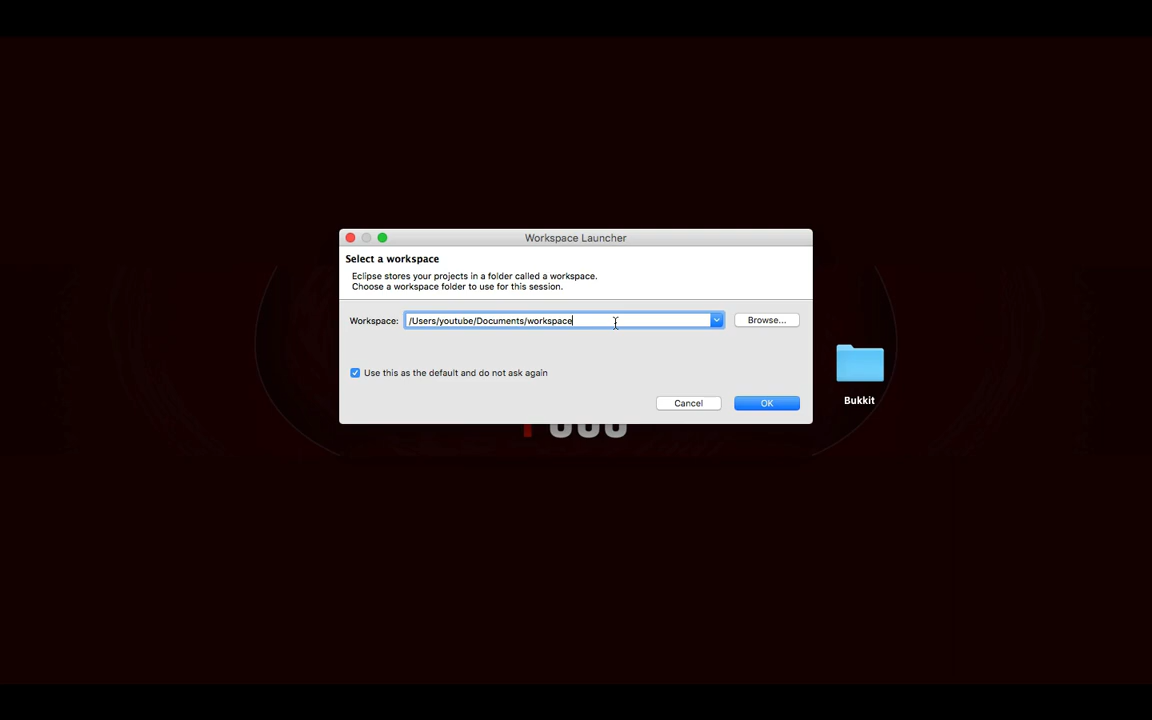 Workspace Launcher
Select a workspace
Eclipse stores your projects in a folder called a workspace.
Choose a workspace folder to use for this session.
Workspace: /Users/youtube/Documents/workspace Browse...
Use this as the default and do not ask again
Cancel OK
Bukkit